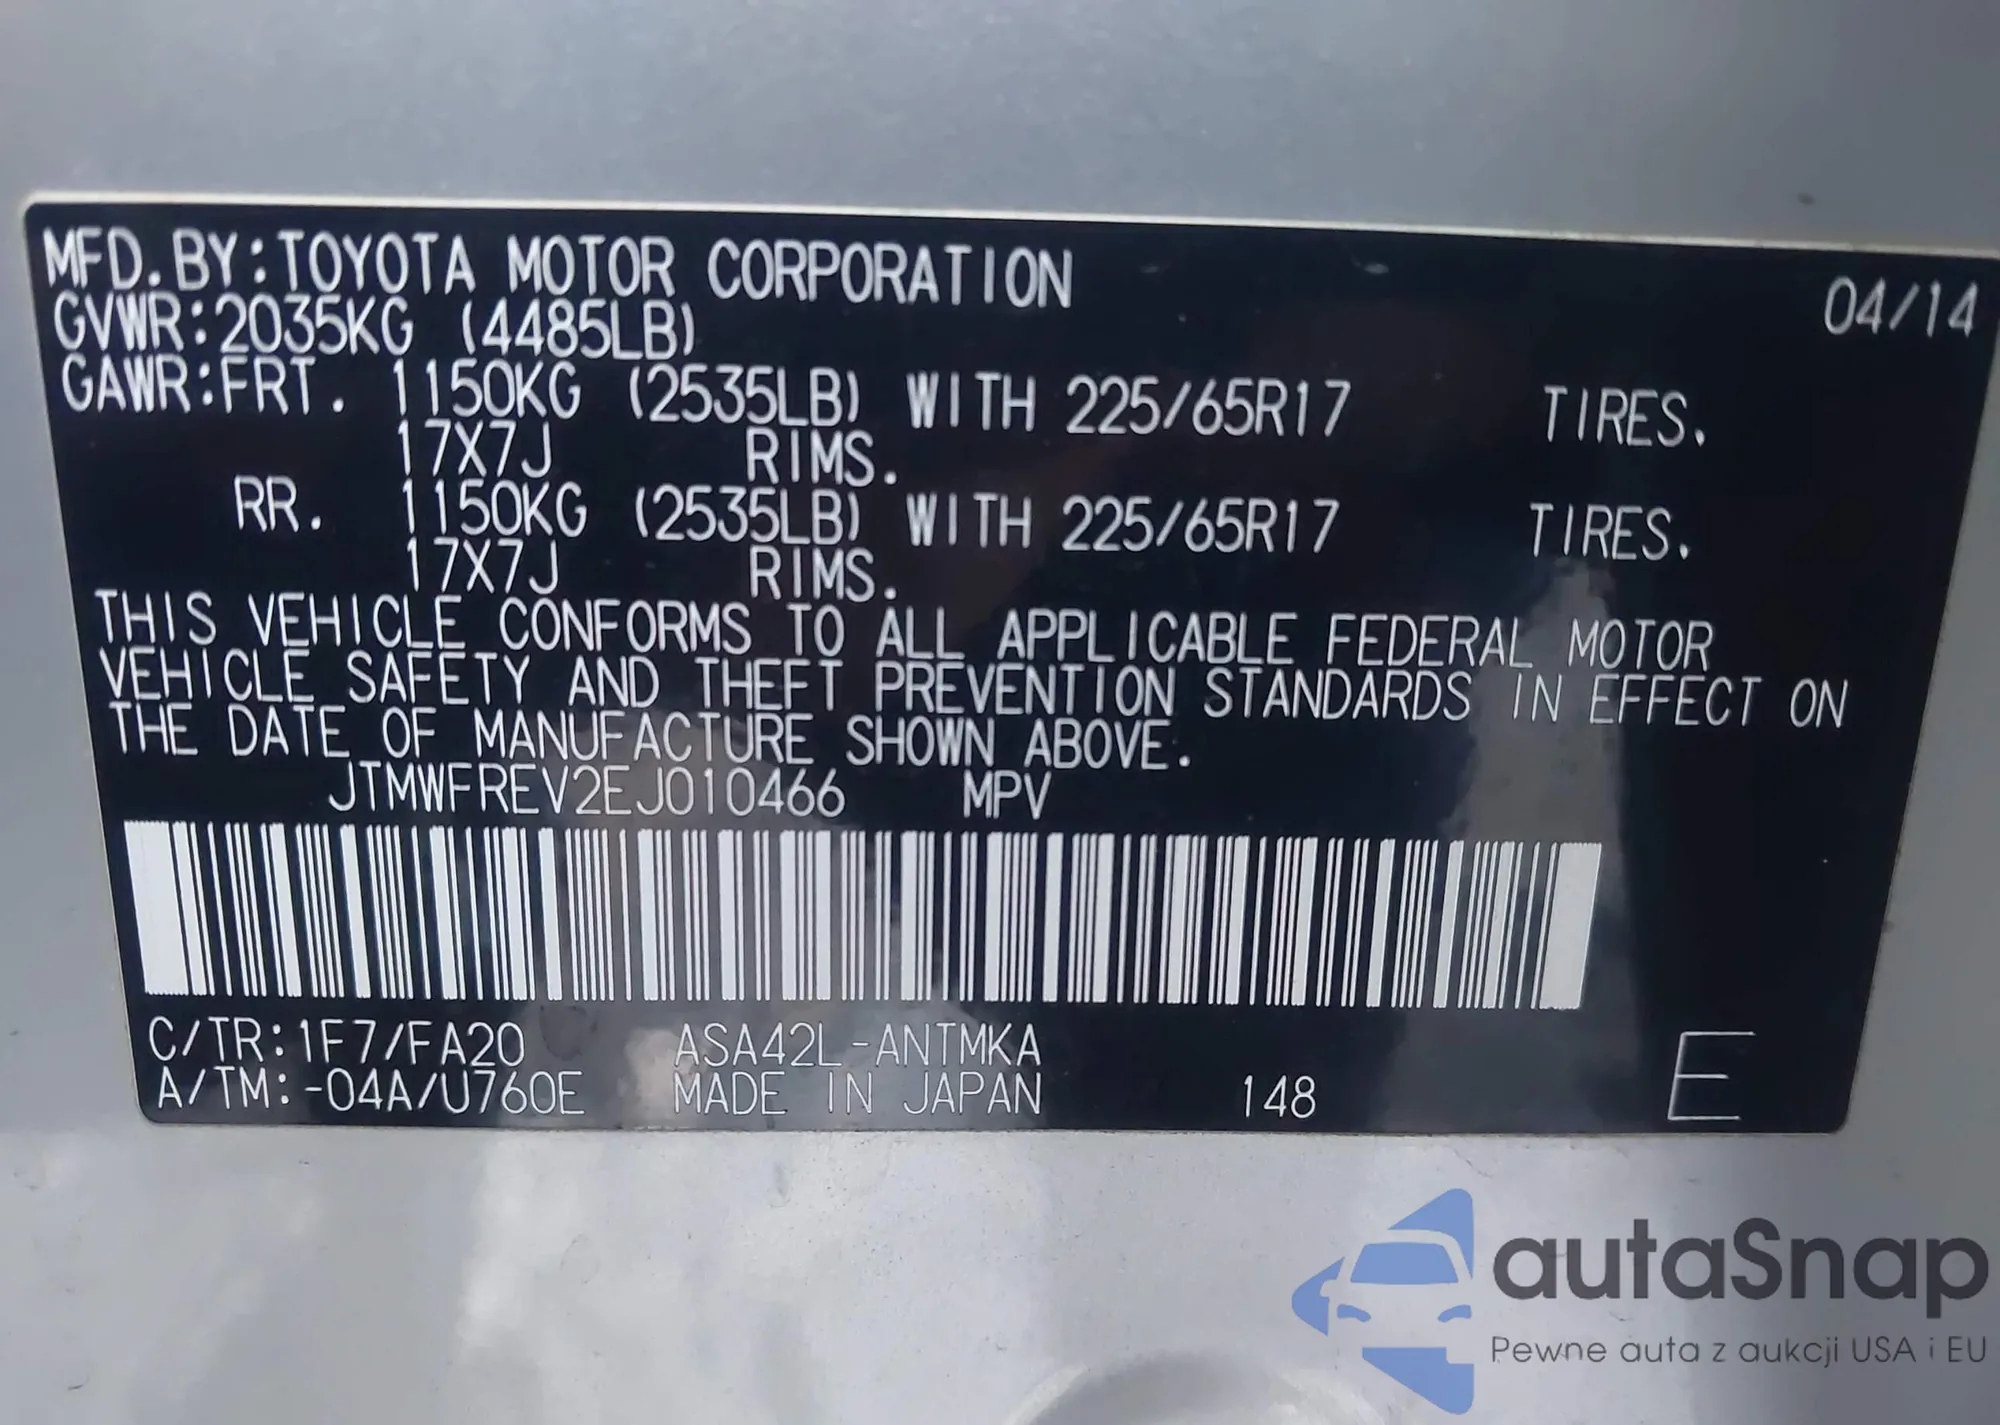 MFD.BY:TOYOTA MOTOR CORPORATION 04/14
GVWR:2035KG (4485LB)
GAWR:FRT. 1150KG (2535LB) WITH 225/65R17 TIRES.
17X7J RIMS.
RR. 1150KG (2535LB) WITH 225/65R17 TIRES.
17X7J RIMS.
THIS VEHICLE CONFORMS TO ALL APPLICABLE FEDERAL MOTOR
VEHICLE SAFETY AND THEFT PREVENTION STANDARDS IN EFFECT ON
THE DATE OF MANUFACTURE SHOWN ABOVE.
JTMWFREV2EJ010466 MPV
C/TR:1F7/FA20 ASA42L-ANTMKA
A/TM:-04A/U760E MADE IN JAPAN 148 E
autaSnap
Pewne auta z aukcji USA i EU